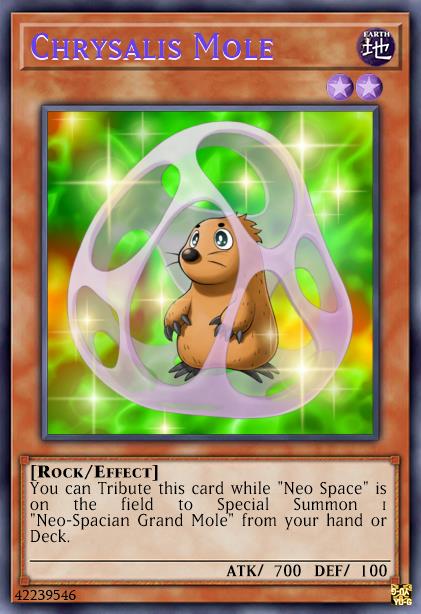 Chrysalis Mole
EARTH
地
[Rock/Effect]
You can Tribute this card while "Neo Space" is
on the field to Special Summon 1
"Neo-Spacian Grand Mole" from your hand or
Deck.
ATK/ 700 DEF/ 100
42239546